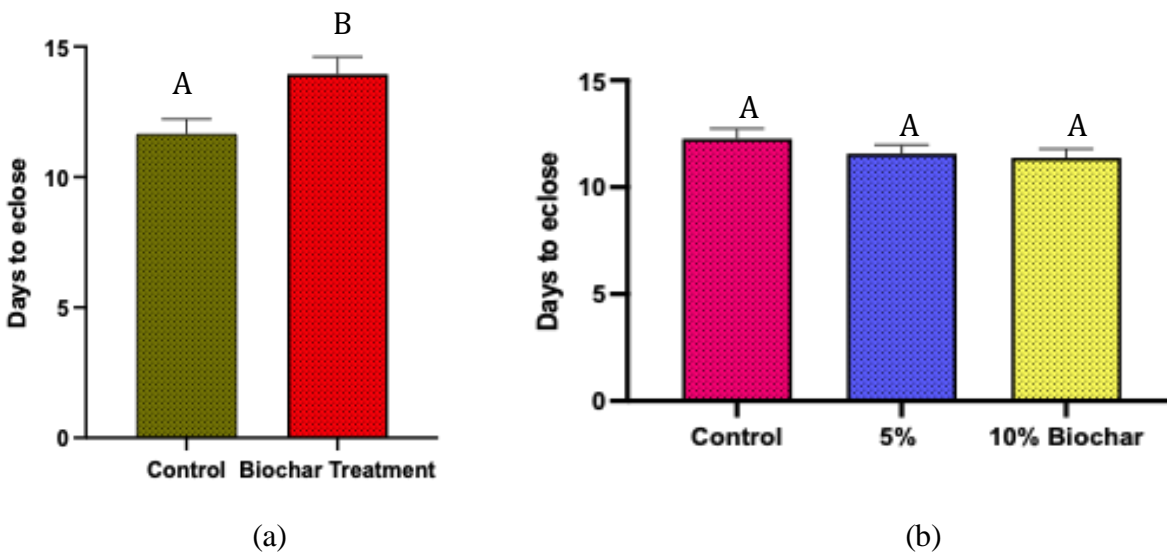 Days to eclose
15
10
5
0
A
B
Control
Biochar Treatment
(a)
Days to eclose
15
10
5
0
A
A
A
Control
5%
10% Biochar
(b)